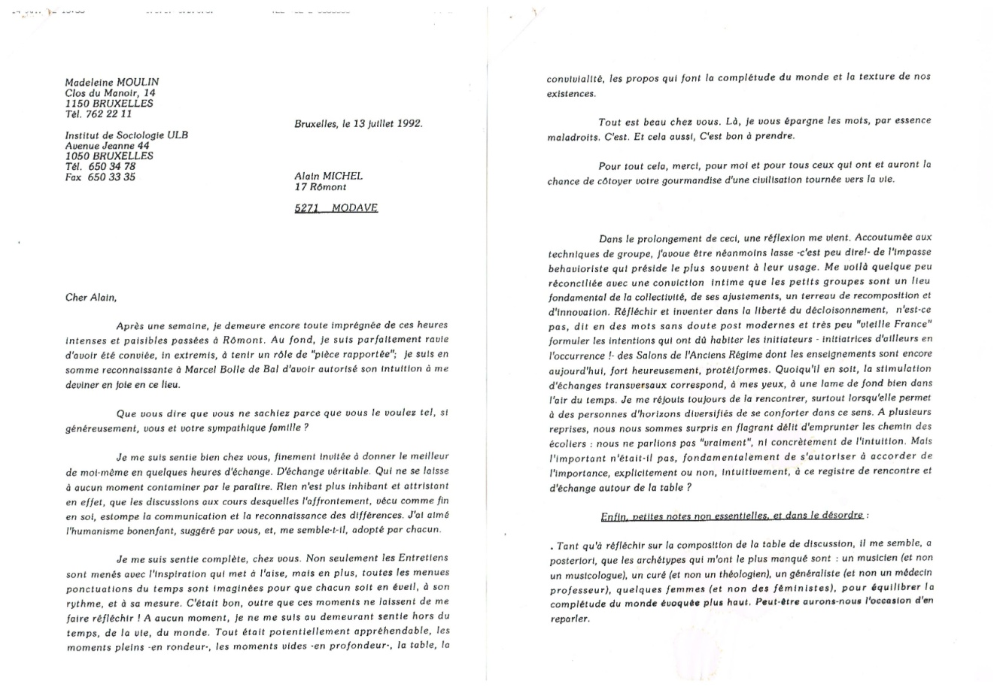 Madeleine MOULIN
Clos du Manoir, 14
1150 BRUXELLES
Tél. 762 22 11
Bruxelles, le 13 juillet 1992.
Institut de Sociologie ULB
Avenue Jeanne 44
1050 BRUXELLES
Tél. 650 34 78
Fax 650 33 35
Alain MICHEL
17 Rômont
5271 MODAVE
Cher Alain,
Après une semaine, je demeure encore toute imprégnée de ces heures
intenses et paisibles passées à Rômont. Au fond, je suis parfaitement ravie
d'avoir été conviée, in extremis, à tenir un rôle de "pièce rapportée"; je suis en
somme reconnaissante à Marcel Bolle de Bal d'avoir autorisé son intuition à me
deviner en joie en ce lieu.
Que vous dire que vous ne sachiez parce que vous le voulez tel, si
généreusement, vous et votre sympathique famille ?
Je me suis sentie bien chez vous, finement invitée à donner le meilleur
de moi-même en quelques heures d'échange. D'échange véritable. Qui ne se laisse
à aucun moment contaminer par le paraître. Rien n'est plus inhibant et attristant
en effet, que les discussions aux cours desquelles l'affrontement, vécu comme fin
en soi, estompe la communication et la reconnaissance des différences. J'ai aimé
l'humanisme bonenfant, suggéré par vous, et, me semble-t-il, adopté par chacun.
Je me suis sentie complète, chez vous. Non seulement les Entretiens
sont menés avec l'inspiration qui met à l'aise, mais en plus, toutes les menues
ponctuations du temps sont imaginées pour que chacun soit en éveil, à son
rythme, et à sa mesure. C'était bon, outre que ces moments ne laissent de me
faire réfléchir ! A aucun moment, je ne me suis au demeurant sentie hors du
temps, de la vie, du monde. Tout était potentiellement appréhendable, les
moments pleins -en rondeur-, les moments vides -en profondeur-, la table, la
convivialité, les propos qui font la complétude du monde et la texture de nos
existences.
Tout est beau chez vous. Là, je vous épargne les mots, par essence
maladroits. C'est. Et cela aussi, C'est bon à prendre.
Pour tout cela, merci, pour moi et pour tous ceux qui ont et auront la
chance de côtoyer votre gourmandise d'une civilisation tournée vers la vie.
Dans le prolongement de ceci, une réflexion me vient. Accoutumée aux
techniques de groupe, j'avoue être néanmoins lasse -c'est peu dire!- de l'impasse
behavioriste qui préside le plus souvent à leur usage. Me voilà quelque peu
réconciliée avec une conviction intime que les petits groupes sont un lieu
fondamental de la collectivité, de ses ajustements, un terreau de recomposition et
d'innovation. Réfléchir et inventer dans la liberté du décloisonnement, n'est-ce
pas, dit en des mots sans doute post modernes et très peu "vieille France"
formuler les intentions qui ont dû habiter les initiateurs - initiatrices d'ailleurs en
l'occurrence !- des Salons de l'Anciens Régime dont les enseignements sont encore
aujourd'hui, fort heureusement, protéiformes. Quoiqu'il en soit, la stimulation
d'échanges transversaux correspond, à mes yeux, à une lame de fond bien dans
l'air du temps. Je me réjouis toujours de la rencontrer, surtout lorsqu'elle permet
à des personnes d'horizons diversifiés de se conforter dans ce sens. A plusieurs
reprises, nous nous sommes surpris en flagrant délit d'emprunter les chemin des
écoliers : nous ne parlions pas "vraiment", ni concrètement de l'intuition. Mais
l'important n'était-il pas, fondamentalement de s'autoriser à accorder de
l'importance, explicitement ou non, intuitivement, à ce registre de rencontre et
d'échange autour de la table ?
Enfin, petites notes non essentielles, et dans le désordre :
. Tant qu'à réfléchir sur la composition de la table de discussion, il me semble, a
posteriori, que les archétypes qui m'ont le plus manqué sont : un musicien (et non
un musicologue), un curé (et non un théologien), un généraliste (et non un médecin
professeur), quelques femmes (et non des féministes), pour équilibrer la
complétude du monde évoquée plus haut. Peut-être aurons-nous l'occasion d'en
reparler.